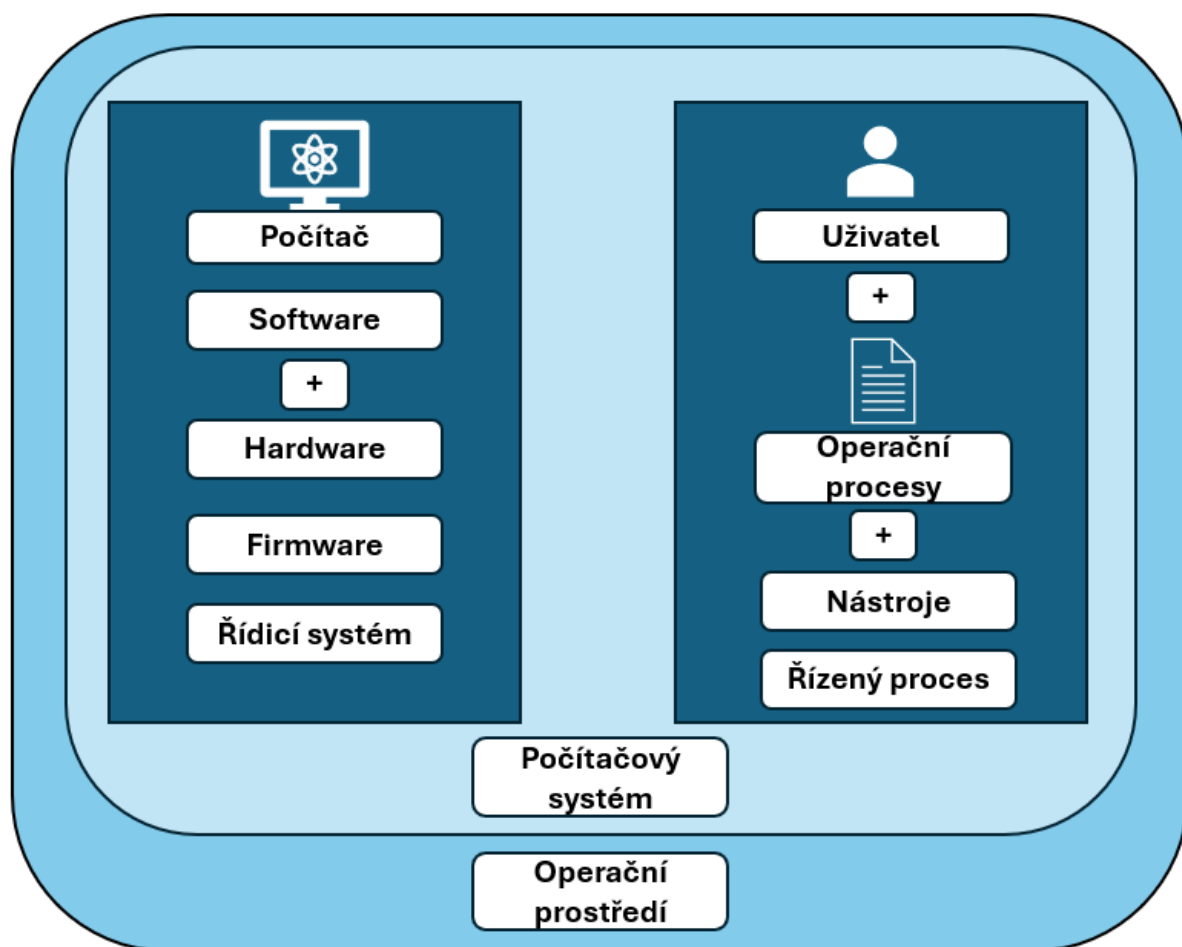 Počítač
Software
+
Hardware
Firmware
Řídicí systém
Uživatel
+
Operační
procesy
+
Nástroje
Řízený proces
Počítačový
systém
Operační
prostředí